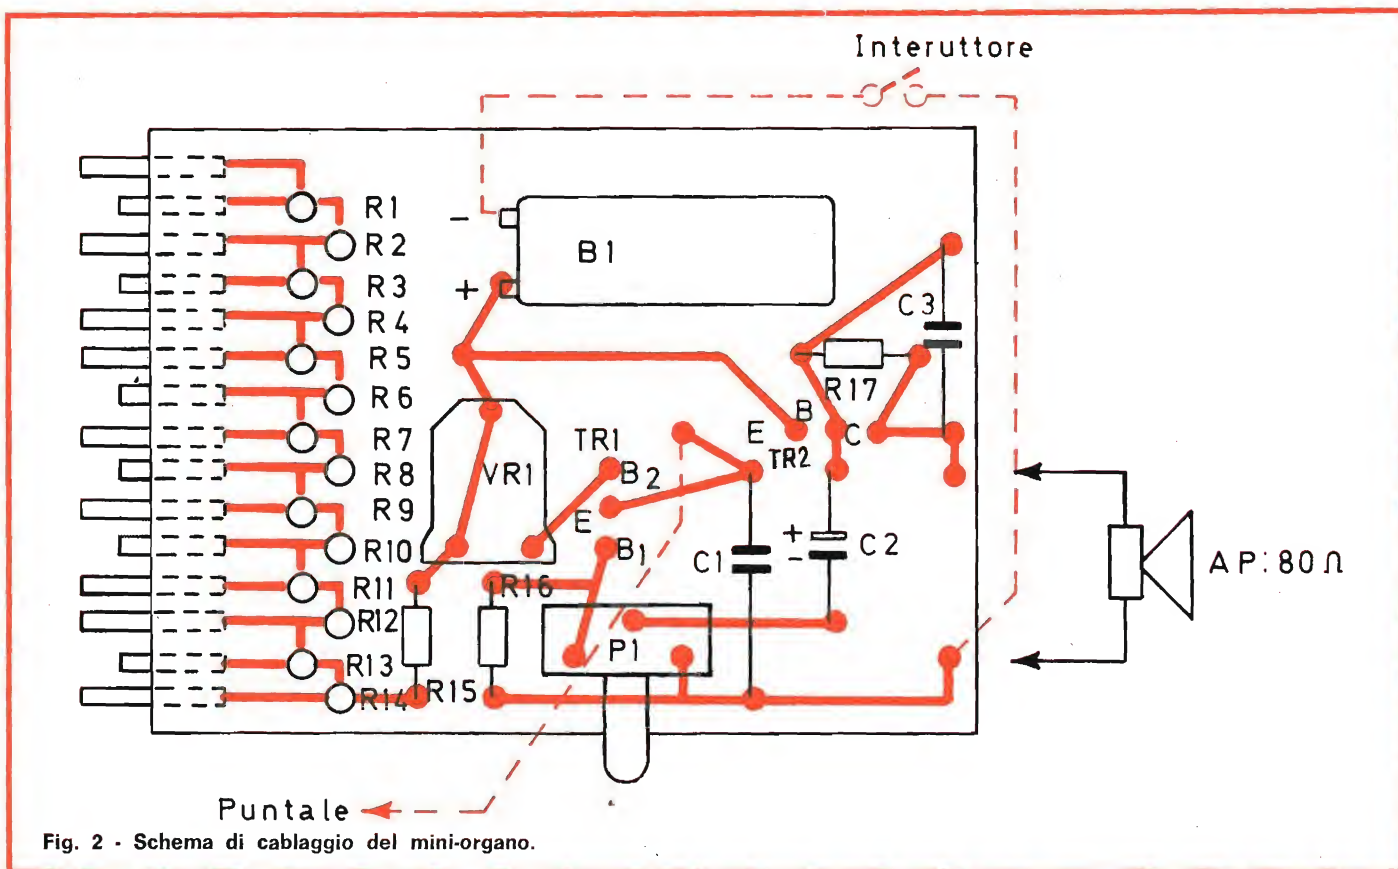 Interuttore
R1
R2
R3
R4
R5
R6
R7
R8
R9
R10
R11
R12
R13
R14
-
+
B1
C3
R17
B
E
C
TR2
TR1
B2
E
B1
VR1
R16
R15
C1
+
-
C2
P1
AP:80Ω
Puntale
Fig. 2 - Schema di cablaggio del mini-organo.